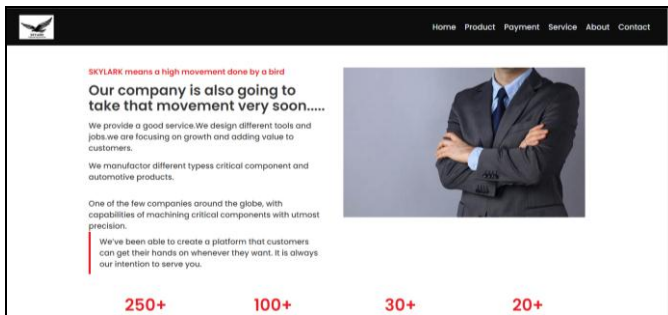 SKYLARK
Home Product Payment Service About Contact
SKYLARK means a high movement done by a bird
Our company is also going to
take that movement very soon.....
We provide a good service.We design different tools and
jobs.we are focusing on growth and adding value to
customers.
We manufactor different typess critical component and
automotive products.
One of the few companies around the globe, with
capabilities of machining critical components with utmost
precision.
We've been able to create a platform that customers
can get their hands on whenever they want. It is always
our intention to serve you.
250+ 100+ 30+ 20+